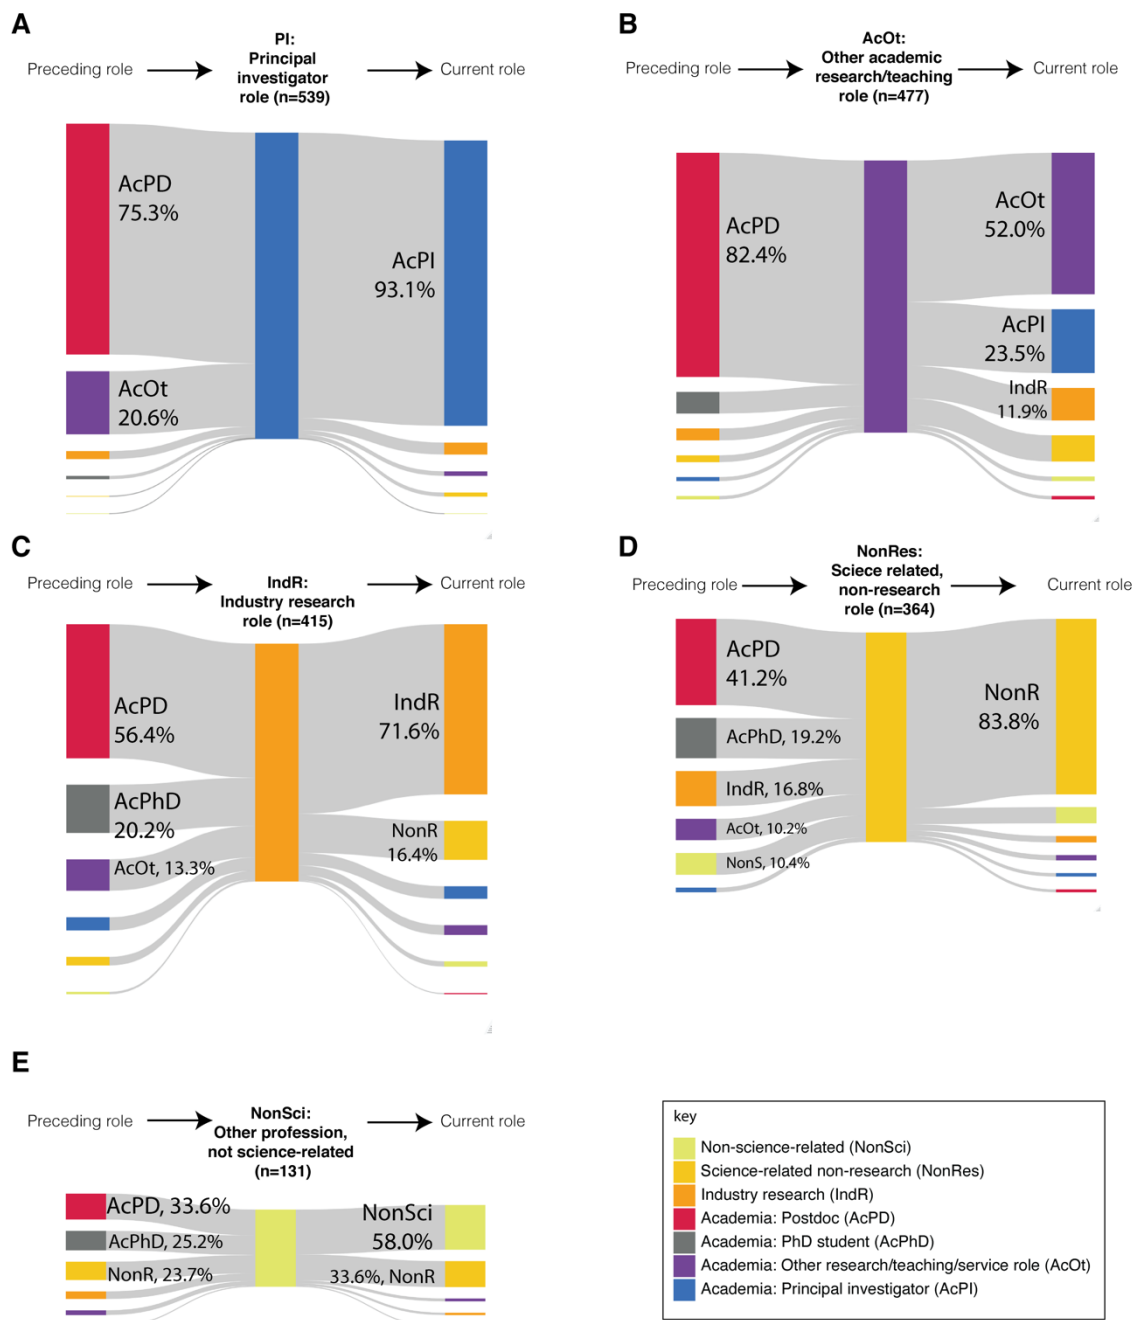 A
Preceding role
PI:
Principal
investigator
role (n=539)
Current role
AcPD
75.3%
AcOt
20.6%
AcPI
93.1%
B
Preceding role
AcOt:
Other academic
research/teaching
role (n=477)
Current role
AcPD
82.4%
AcOt
52.0%
AcPI
23.5%
IndR
11.9%
C
Preceding role
IndR:
Industry research
role (n=415)
Current role
AcPD
56.4%
AcPhD
20.2%
AcOt, 13.3%
IndR
71.6%
NonR
16.4%
D
Preceding role
NonRes:
Sciece related,
non-research
role (n=364)
Current role
AcPD
41.2%
AcPhD, 19.2%
IndR, 16.8%
AcOt, 10.2%
NonS, 10.4%
NonR
83.8%
E
Preceding role
NonSci:
Other profession,
not science-related
(n=131)
Current role
AcPD, 33.6%
AcPhD, 25.2%
NonR, 23.7%
NonSci
58.0%
33.6%, NonR
key
Non-science-related (NonSci)
Science-related non-research (NonRes)
Industry research (IndR)
Academia: Postdoc (AcPD)
Academia: PhD student (AcPhD)
Academia: Other research/teaching/service role (AcOt)
Academia: Principal investigator (AcPI)